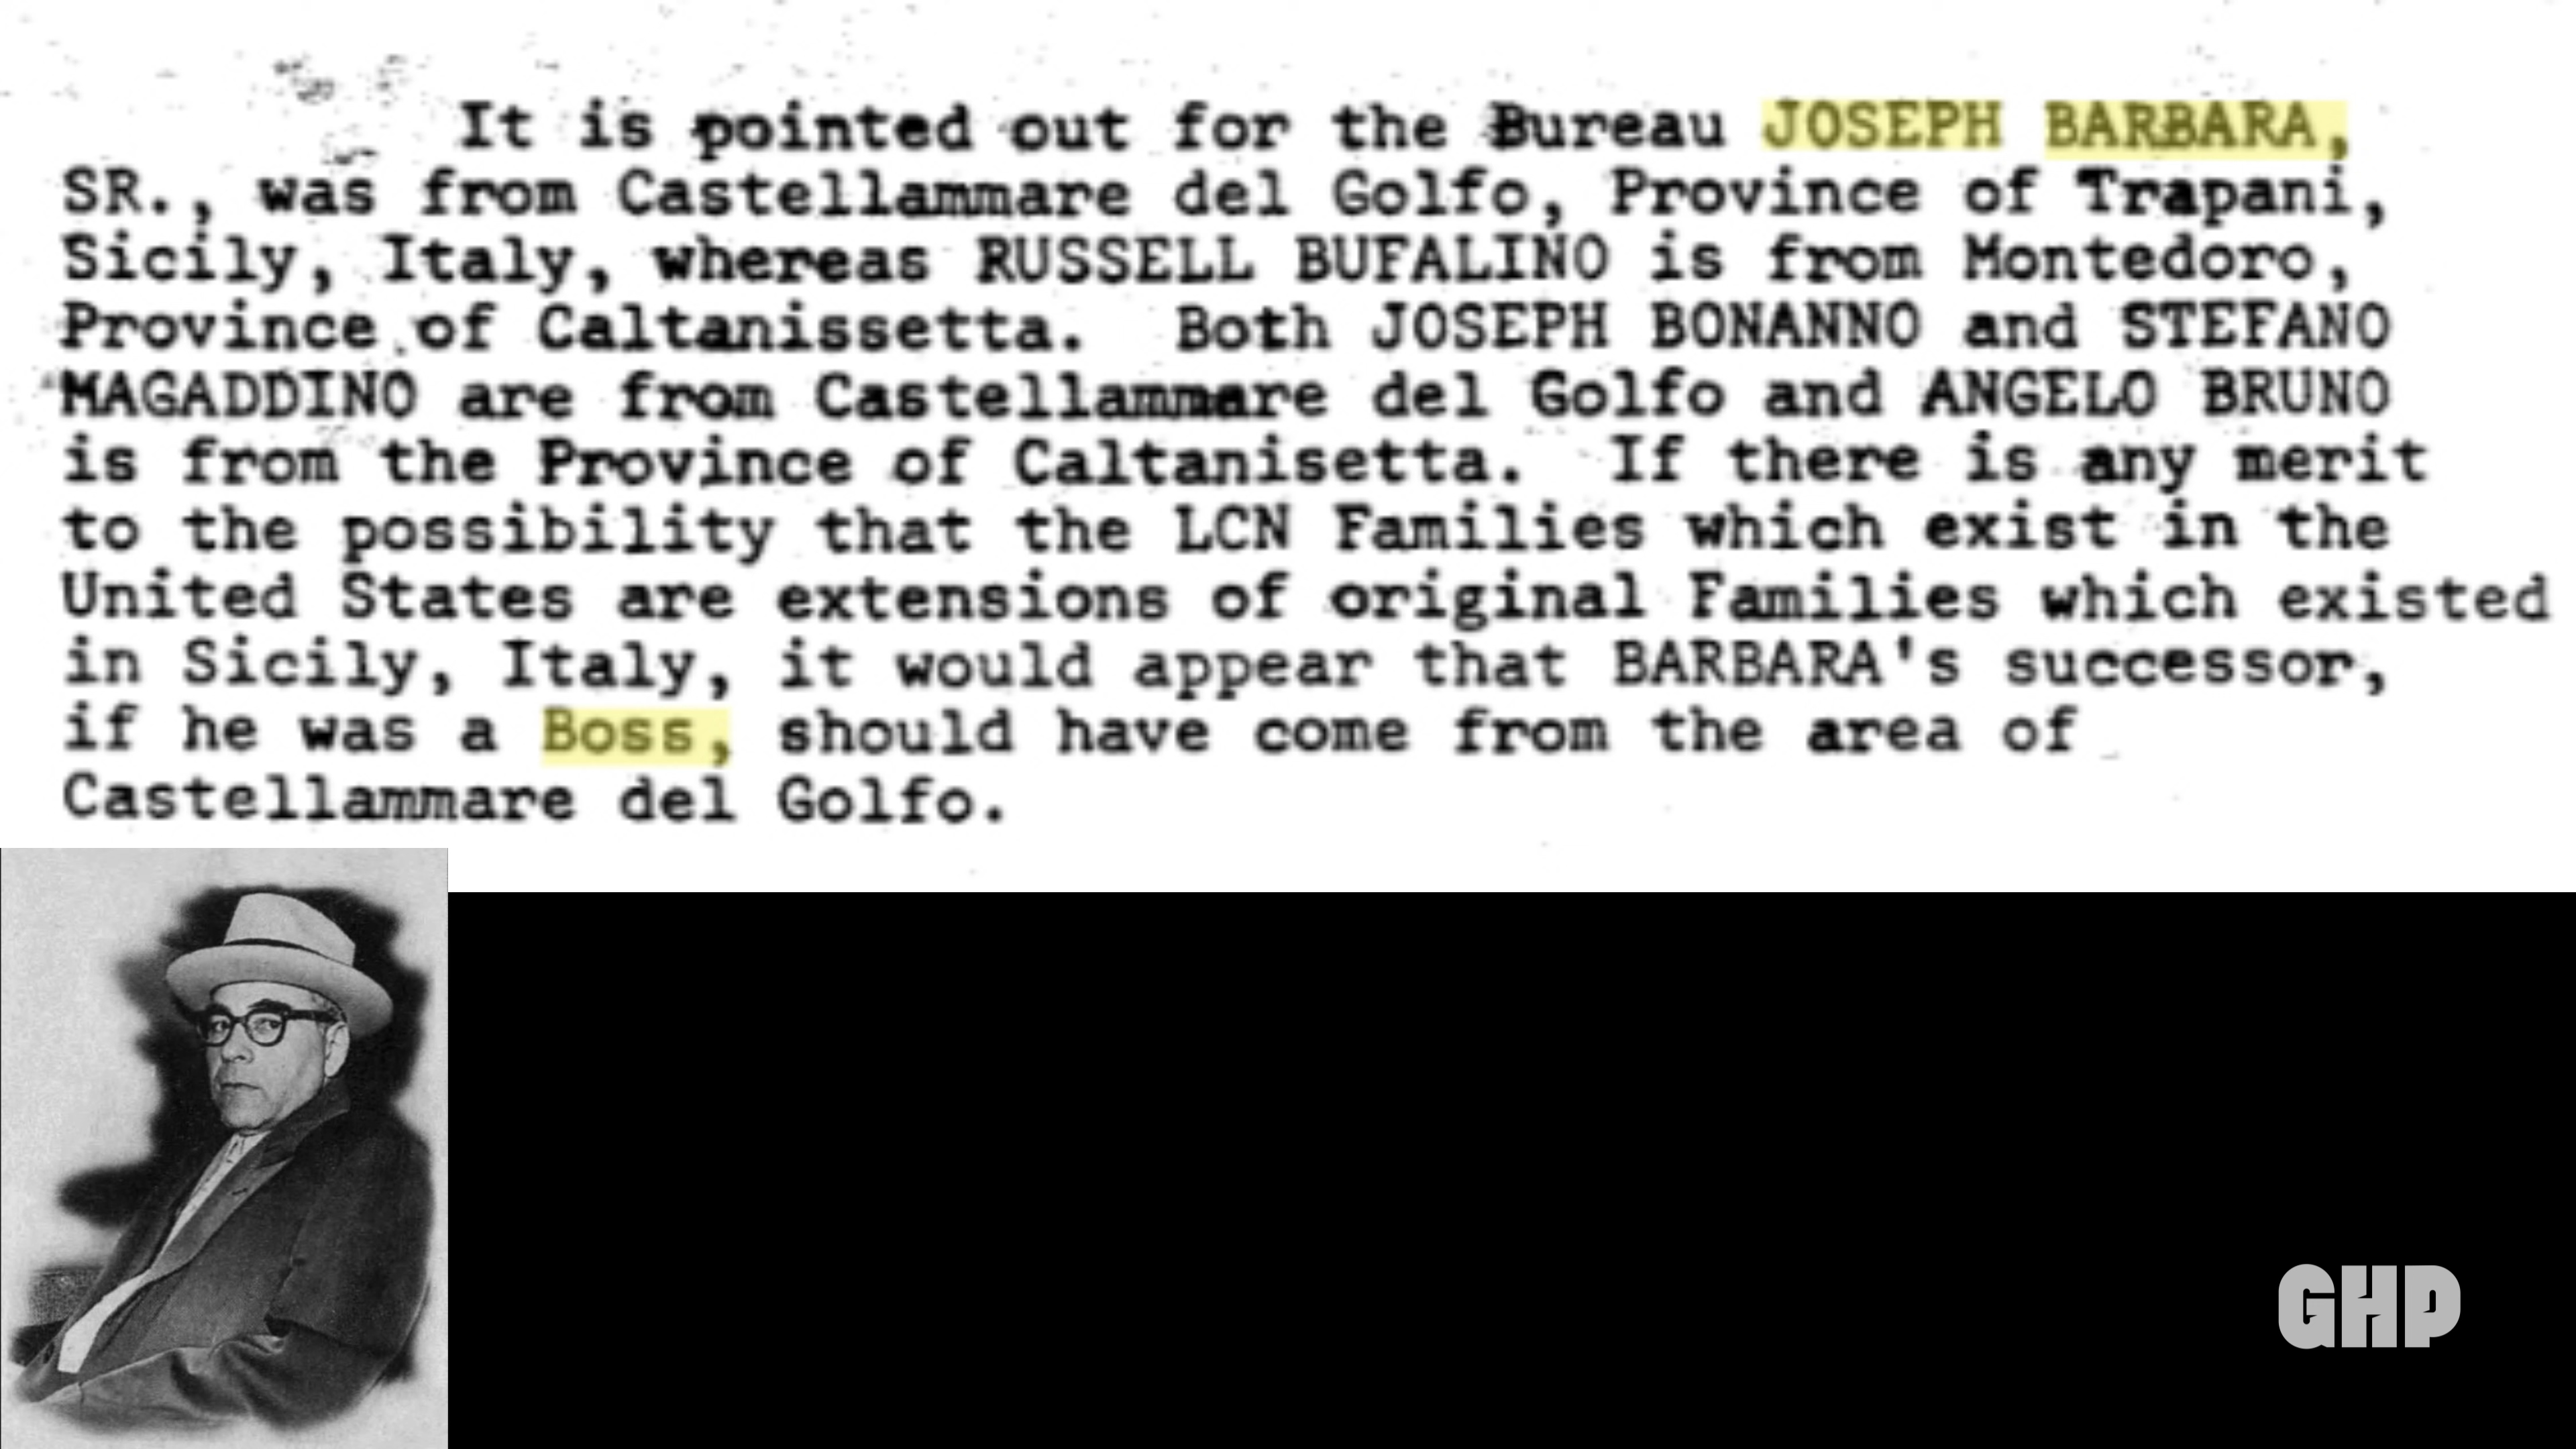 It is pointed out for the Bureau JOSEPH BARBARA,
SR., was from Castellammare del Golfo, Province of Trapani,
Sicily, Italy, whereas RUSSELL BUFALINO is from Montedoro,
Province of Caltanissetta. Both JOSEPH BONANNO and STEFANO
MAGADDINO are from Castellammare del Golfo and ANGELO BRUNO
is from the Province of Caltanisetta. If there is any merit
to the possibility that the LCN Families which exist in the
United States are extensions of original Families which existed
in Sicily, Italy, it would appear that BARBARA's successor,
if he was a Boss, should have come from the area of
Castellammare del Golfo.
GHP